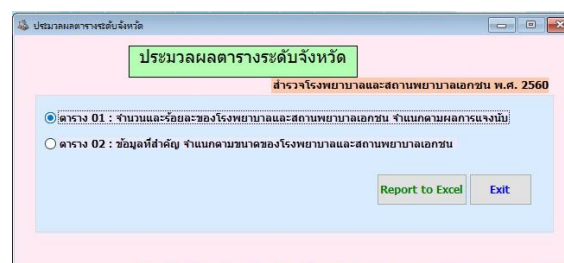 ประมวลผลตารางระดับจังหวัด
ประมวลผลตารางระดับจังหวัด
สำรวจโรงพยาบาลและสถานพยาบาลเอกชน พ.ศ. 2560
ตาราง 01 : จำนวนและร้อยละของโรงพยาบาลและสถานพยาบาลเอกชน จำแนกตามผลการแจงนับ
ตาราง 02 : ข้อมูลที่สำคัญ จำแนกตามขนาดของโรงพยาบาลและสถานพยาบาลเอกชน
Report to Excel Exit